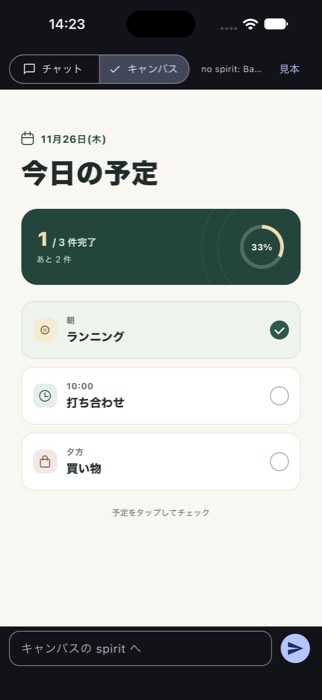 14:23
チャット
キャンバス
no spirit: Ba...
見本
11月26日(木)
今日の予定
1 / 3 件完了
あと 2 件
33%
朝
ランニング
10:00
打ち合わせ
夕方
買い物
予定をタップしてチェック
キャンバスの spirit へ